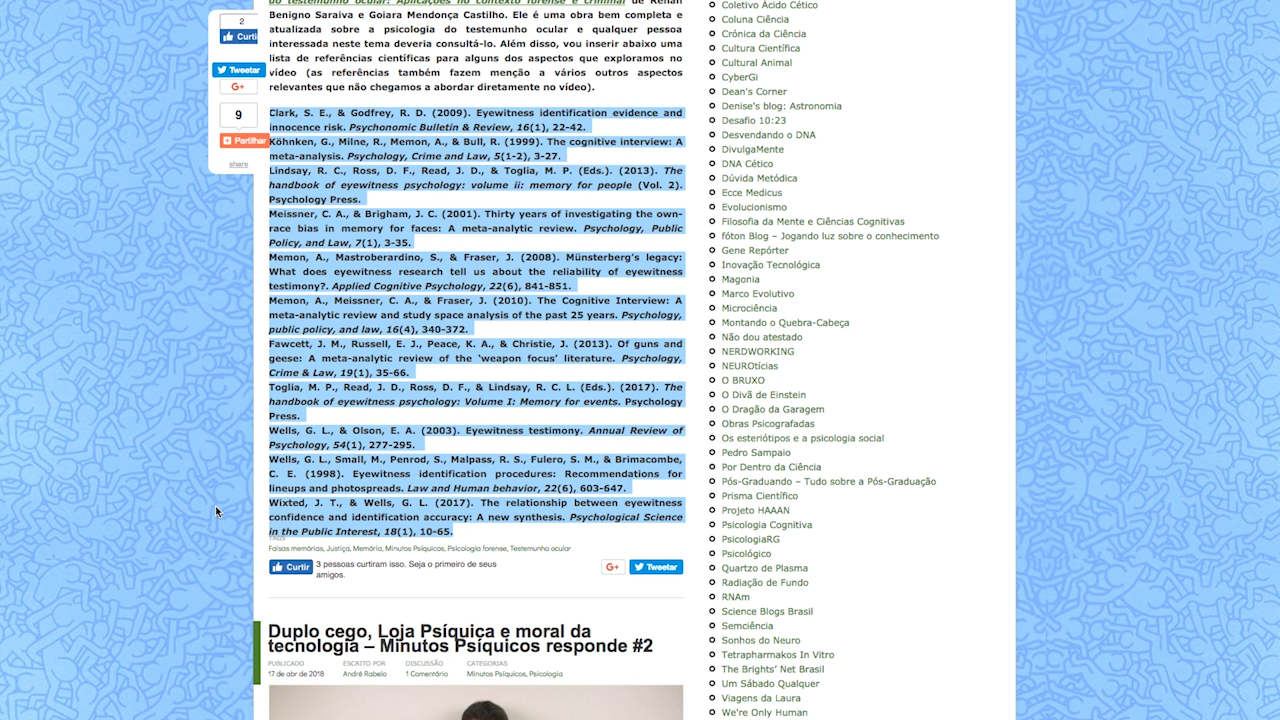 do testemunho ocular: Aplicações no contexto forense e criminal de Renan
Benigno Saraiva e Goiara Mendonça Castilho. Ele é uma obra bem completa e
atualizada sobre a psicologia do testemunho ocular e qualquer pessoa
interessada neste tema deveria consultá-lo. Além disso, vou inserir abaixo uma
lista de referências científicas para alguns dos aspectos que exploramos no
vídeo (as referências também fazem menção a vários outros aspectos
relevantes que não chegamos a abordar diretamente no vídeo).
Clark, S. E., & Godfrey, R. D. (2009). Eyewitness identification evidence and
innocence risk. Psychonomic Bulletin & Review, 16(1), 22-42.
Köhnken, G., Milne, R., Memon, A., & Bull, R. (1999). The cognitive interview: A
meta-analysis. Psychology, Crime and Law, 5(1-2), 3-27.
Lindsay, R. C., Ross, D. F., Read, J. D., & Toglia, M. P. (Eds.). (2013). The
handbook of eyewitness psychology: volume ii: memory for people (Vol. 2).
Psychology Press.
Meissner, C. A., & Brigham, J. C. (2001). Thirty years of investigating the own-
race bias in memory for faces: A meta-analytic review. Psychology, Public
Policy, and Law, 7(1), 3-35.
Memon, A., Mastroberardino, S., & Fraser, J. (2008). Münsterberg's legacy:
What does eyewitness research tell us about the reliability of eyewitness
testimony?. Applied Cognitive Psychology, 22(6), 841-851.
Memon, A., Meissner, C. A., & Fraser, J. (2010). The Cognitive Interview: A
meta-analytic review and study space analysis of the past 25 years. Psychology,
public policy, and law, 16(4), 340-372.
Fawcett, J. M., Russell, E. J., Peace, K. A., & Christie, J. (2013). Of guns and
geese: A meta-analytic review of the 'weapon focus' literature. Psychology,
Crime & Law, 19(1), 35-66.
Toglia, M. P., Read, J. D., Ross, D. F., & Lindsay, R. C. L. (Eds.). (2017). The
handbook of eyewitness psychology: Volume I: Memory for events. Psychology
Press.
Wells, G. L., & Olson, E. A. (2003). Eyewitness testimony. Annual Review of
Psychology, 54(1), 277-295.
Wells, G. L., Small, M., Penrod, S., Malpass, R. S., Fulero, S. M., & Brimacombe,
C. E. (1998). Eyewitness identification procedures: Recommendations for
lineups and photospreads. Law and Human behavior, 22(6), 603-647.
Wixted, J. T., & Wells, G. L. (2017). The relationship between eyewitness
confidence and identification accuracy: A new synthesis. Psychological Science
in the Public Interest, 18(1), 10-65.
TAGS
Falsas memórias, Justiça, Memória, Minutos Psíquicos, Psicologia forense, Testemunho ocular
Curtir
3 pessoas curtiram isso. Seja o primeiro de seus
amigos.
G+
Tweetar
Duplo cego, Loja Psíquica e moral da
tecnologia – Minutos Psíquicos responde #2
PUBLICADO ESCRITO POR DISCUSSÃO CATEGORIAS
17 de abr de 2018 André Rabelo 1 Comentário Minutos Psíquicos, Psicologia
2
Curti
Tweetar
G+
9
Partilhar
share
Coletivo Ácido Cético
Coluna Ciência
Crónica da Ciência
Cultura Científica
Cultural Animal
CyberGi
Dean's Corner
Denise's blog: Astronomia
Desafio 10:23
Desvendando o DNA
DivulgaMente
DNA Cético
Dúvida Metódica
Ecce Medicus
Evolucionismo
Filosofia da Mente e Ciências Cognitivas
fóton Blog – Jogando luz sobre o conhecimento
Gene Repórter
Inovação Tecnológica
Magonia
Marco Evolutivo
Microciência
Montando o Quebra-Cabeça
Não dou atestado
NERDWORKING
NEUROtícias
O BRUXO
O Divã de Einstein
O Dragão da Garagem
Obras Psicografadas
Os esteriótipos e a psicologia social
Pedro Sampaio
Por Dentro da Ciência
Pós-Graduando – Tudo sobre a Pós-Graduação
Prisma Científico
Projeto HAAAN
Psicologia Cognitiva
PsicologiaRG
Psicológico
Quartzo de Plasma
Radiação de Fundo
RNAm
Science Blogs Brasil
Semciência
Sonhos do Neuro
Tetrapharmakos In Vitro
The Brights' Net Brasil
Um Sábado Qualquer
Viagens da Laura
We're Only Human